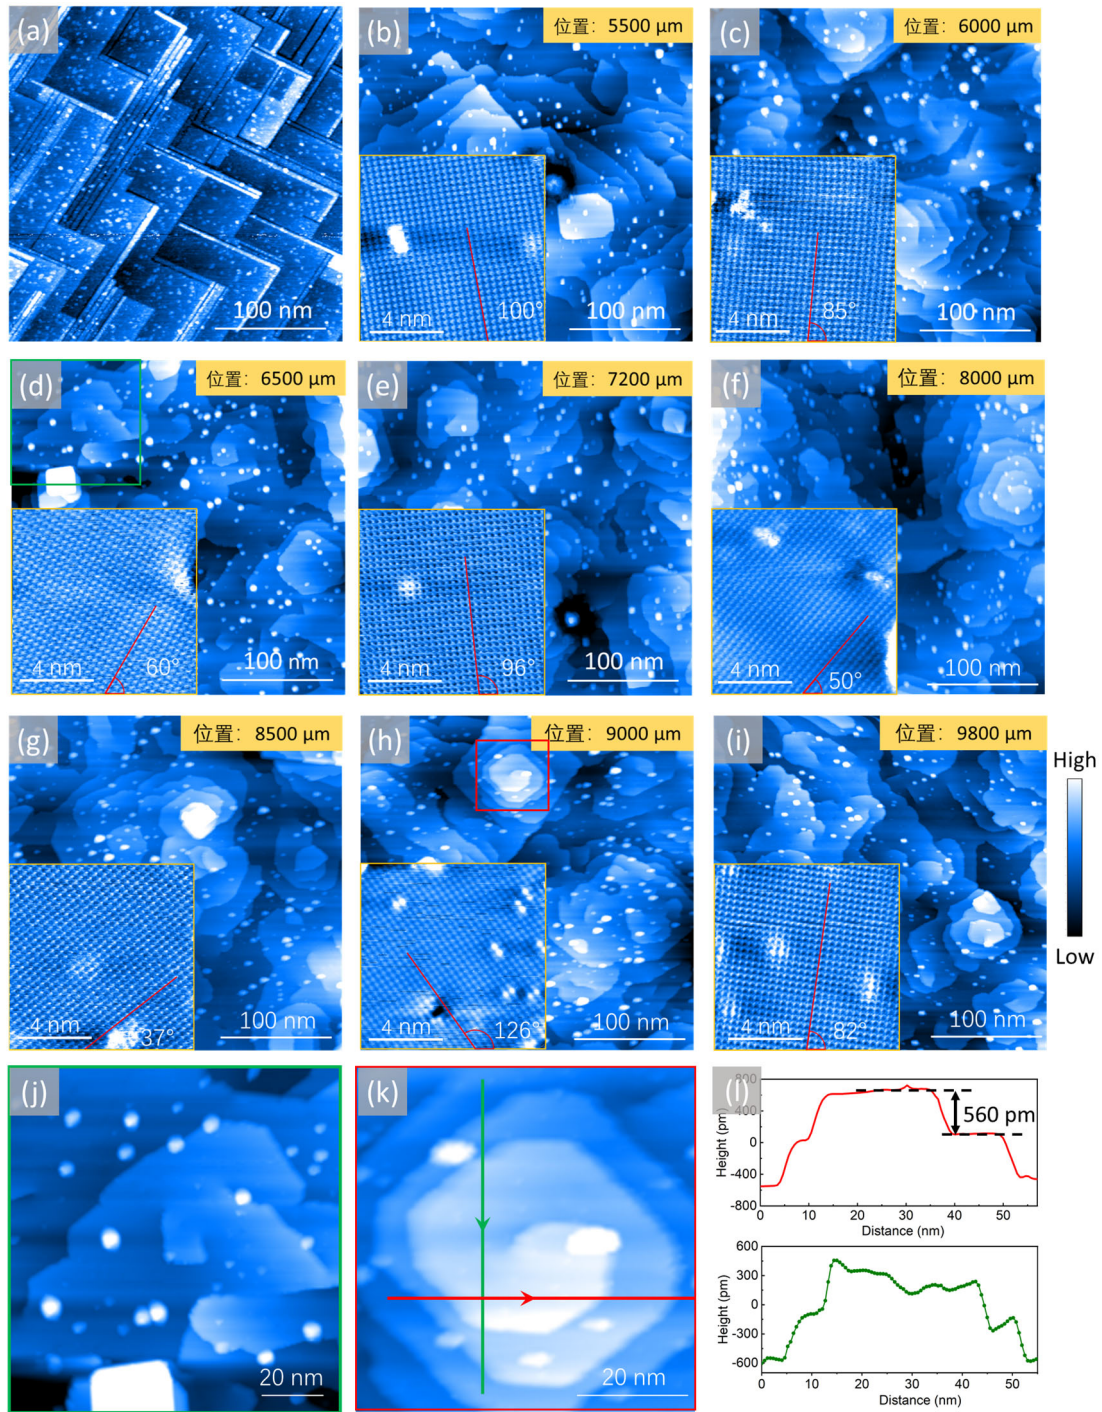 (a)
100 nm
(b)
位置：5500 μm
4 nm
100°
100 nm
(c)
位置：6000 μm
4 nm
85°
100 nm
(d)
位置：6500 μm
4 nm
60°
100 nm
(e)
位置：7200 μm
4 nm
96°
100 nm
(f)
位置：8000 μm
4 nm
50°
100 nm
(g)
位置：8500 μm
4 nm
37°
100 nm
(h)
位置：9000 μm
4 nm
126°
100 nm
(i)
位置：9800 μm
4 nm
82°
100 nm
High
Low
(j)
20 nm
(k)
20 nm
(l)
800
400
0
-400
-800
Height (pm)
560 pm
0 10 20 30 40 50
Distance (nm)
600
300
0
-300
-600
Height (pm)
0 10 20 30 40 50
Distance (nm)